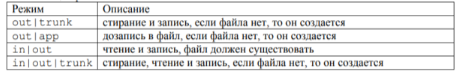 Режим Описание
out|trunk стирание и запись, если файла нет, то он создается
out|app дозапись в файл, если файла нет, то он создается
in|out чтение и запись, файл должен существовать
in|out|trunk стирание, чтение и запись, если файла нет, то он создается